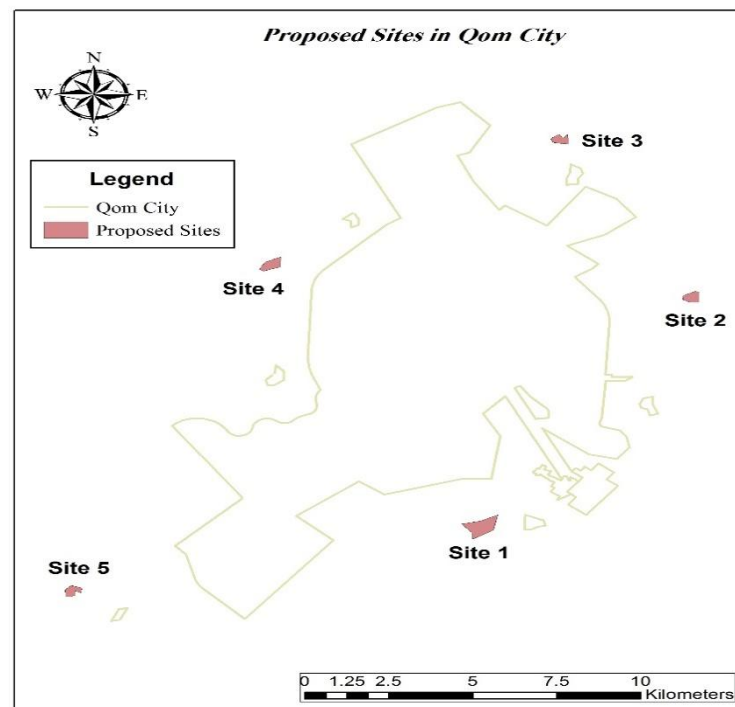 Proposed Sites in Qom City
N
W E
S
Legend
Qom City
Proposed Sites
Site 3
Site 4
Site 2
Site 1
Site 5
0 1.25 2.5 5 7.5 10
Kilometers